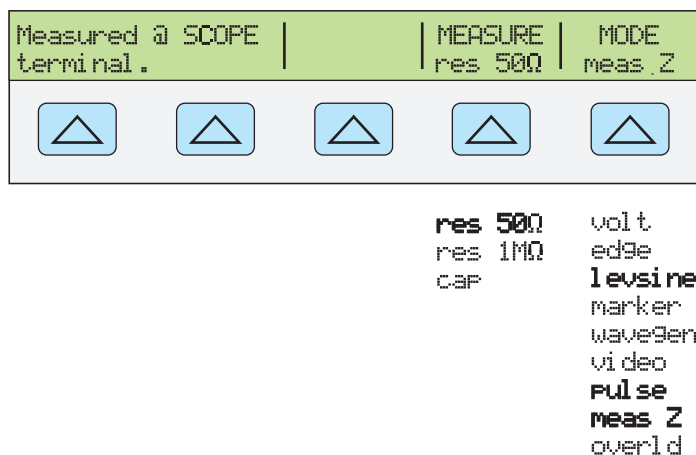 Measured @ SCOPE MEASURE MODE
terminal. res 50Ω meas Z
res 50Ω volt
res 1MΩ edge
cap levsine
marker
wavegen
video
pulse
meas Z
overld